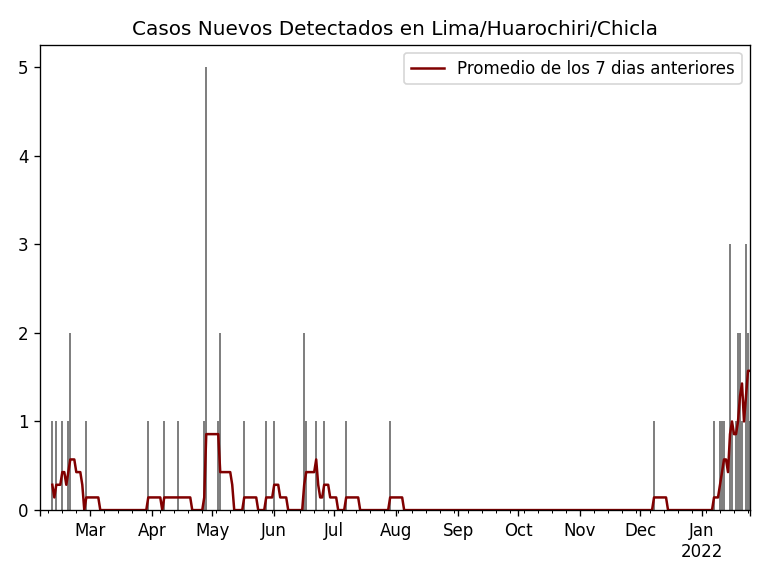 Casos Nuevos Detectados en Lima/Huarochiri/Chicla
Promedio de los 7 dias anteriores
5
4
3
2
1
0
Mar Apr May Jun Jul Aug Sep Oct Nov Dec Jan
2022